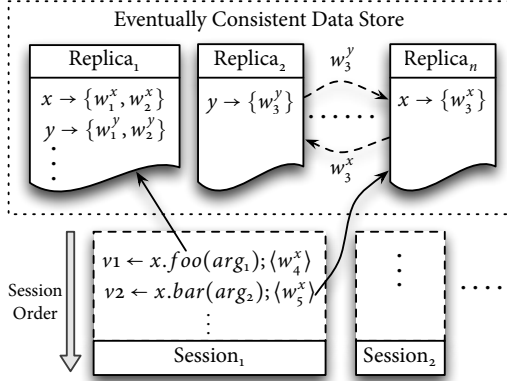 Eventually Consistent Data Store
Replica₁
x → {w₁ˣ, w₂ˣ}
y → {w₁ʸ, w₂ʸ}
⋮
Replica₂
y → {w₃ʸ}
w₃ʸ
......
w₃ˣ
Replicaₙ
x → {w₃ˣ}
Session
Order
v1 ← x.foo(arg₁);⟨w₄ˣ⟩
v2 ← x.bar(arg₂);⟨w₅ˣ⟩
⋮
Session₁
⋮
Session₂
....